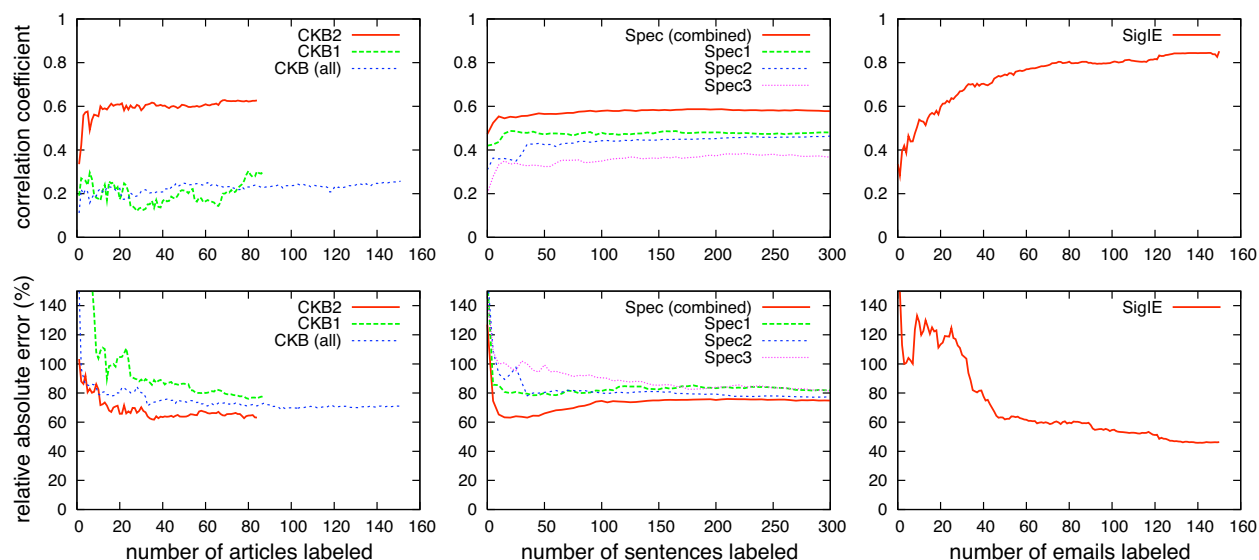 correlation coefficient
1
0.8
0.6
0.4
0.2
0
0 20 40 60 80 100 120 140 160
CKB2
CKB1
CKB (all)
1
0.8
0.6
0.4
0.2
0
0 50 100 150 200 250 300
Spec (combined)
Spec1
Spec2
Spec3
1
0.8
0.6
0.4
0.2
0
0 20 40 60 80 100 120 140 160
SigIE
relative absolute error (%)
140
120
100
80
60
40
20
0
0 20 40 60 80 100 120 140 160
CKB2
CKB1
CKB (all)
number of articles labeled
140
120
100
80
60
40
20
0
0 50 100 150 200 250 300
Spec (combined)
Spec1
Spec2
Spec3
number of sentences labeled
140
120
100
80
60
40
20
0
0 20 40 60 80 100 120 140 160
SigIE
number of emails labeled